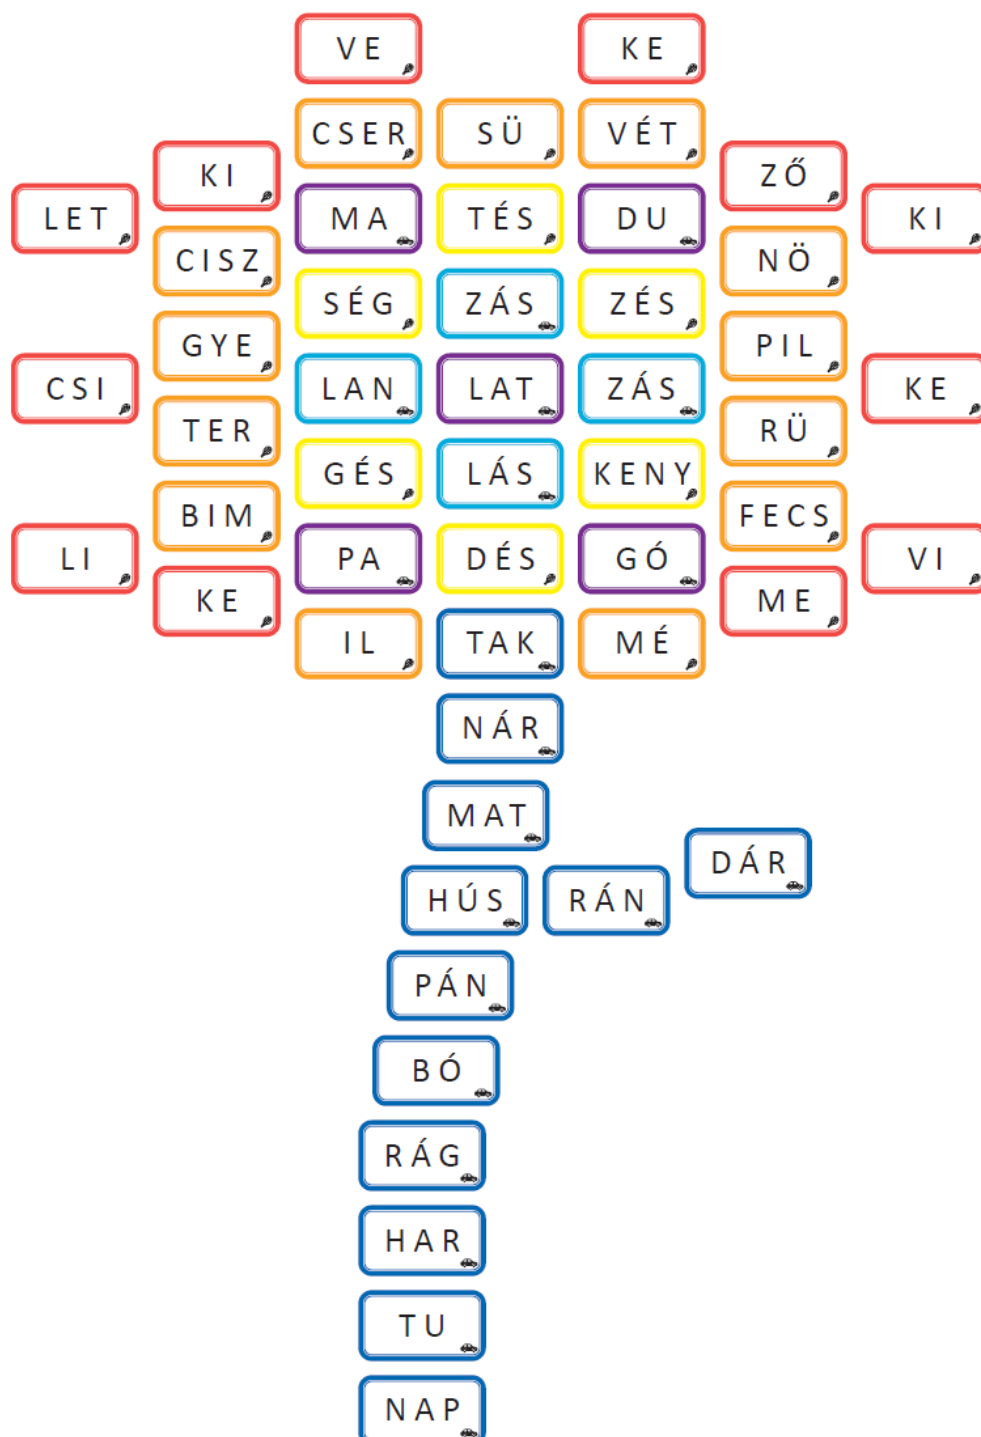 VE KE
CSER SÜ VÉT
KI ZŐ
LET MA TÉS DU KI
CISZ NÖ
SÉG ZÁS ZÉS
GYE PIL
CSI LAN LAT ZÁS KE
TER RÜ
GÉS LÁS KENY
BIM FECS
LI PA DÉS GÓ VI
KE ME
IL TAK MÉ
NÁR
MAT
DÁR
HÚS RÁN
PÁN
BÓ
RÁG
HAR
TU
NAP